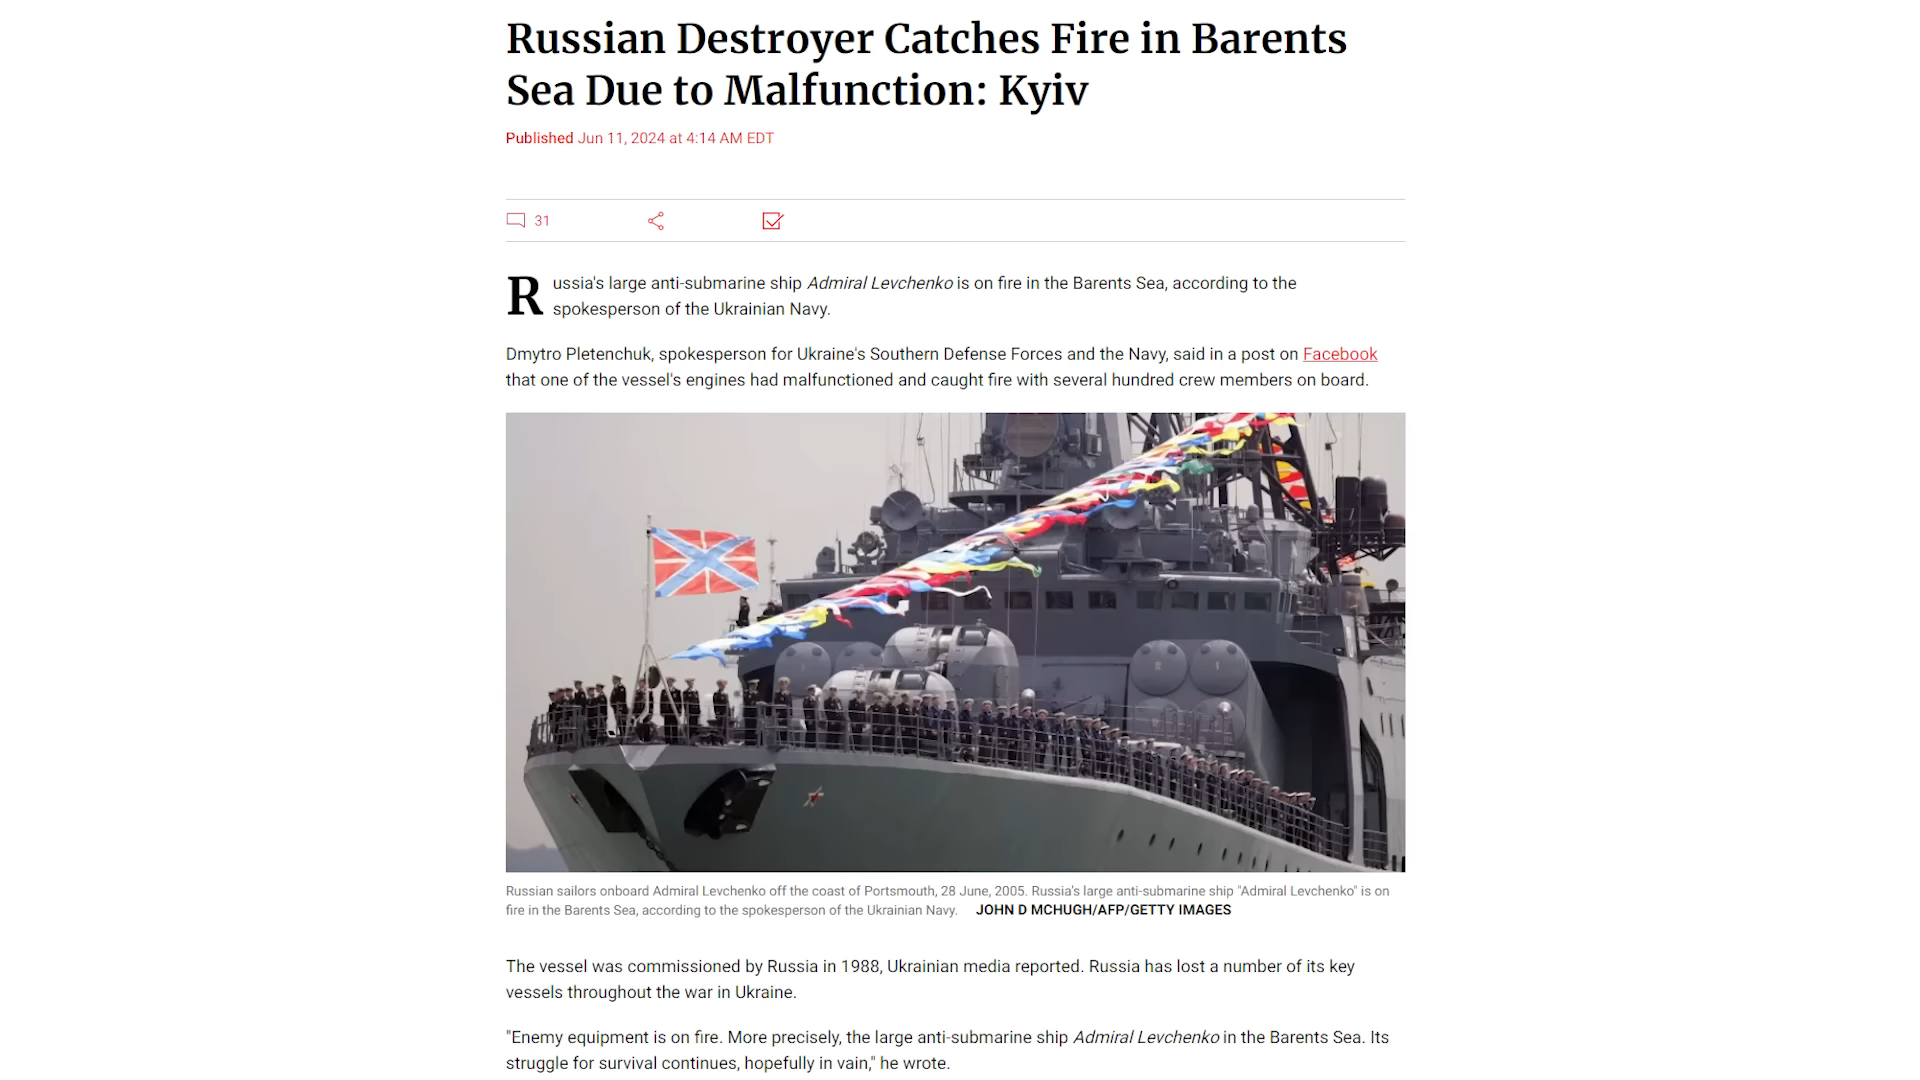 Russian Destroyer Catches Fire in Barents
Sea Due to Malfunction: Kyiv
Published Jun 11, 2024 at 4:14 AM EDT
31
Russia's large anti-submarine ship Admiral Levchenko is on fire in the Barents Sea, according to the
spokesperson of the Ukrainian Navy.
Dmytro Pletenchuk, spokesperson for Ukraine's Southern Defense Forces and the Navy, said in a post on Facebook
that one of the vessel's engines had malfunctioned and caught fire with several hundred crew members on board.
Russian sailors onboard Admiral Levchenko off the coast of Portsmouth, 28 June, 2005. Russia's large anti-submarine ship "Admiral Levchenko" is on
fire in the Barents Sea, according to the spokesperson of the Ukrainian Navy. JOHN D MCHUGH/AFP/GETTY IMAGES
The vessel was commissioned by Russia in 1988, Ukrainian media reported. Russia has lost a number of its key
vessels throughout the war in Ukraine.
"Enemy equipment is on fire. More precisely, the large anti-submarine ship Admiral Levchenko in the Barents Sea. Its
struggle for survival continues, hopefully in vain," he wrote.